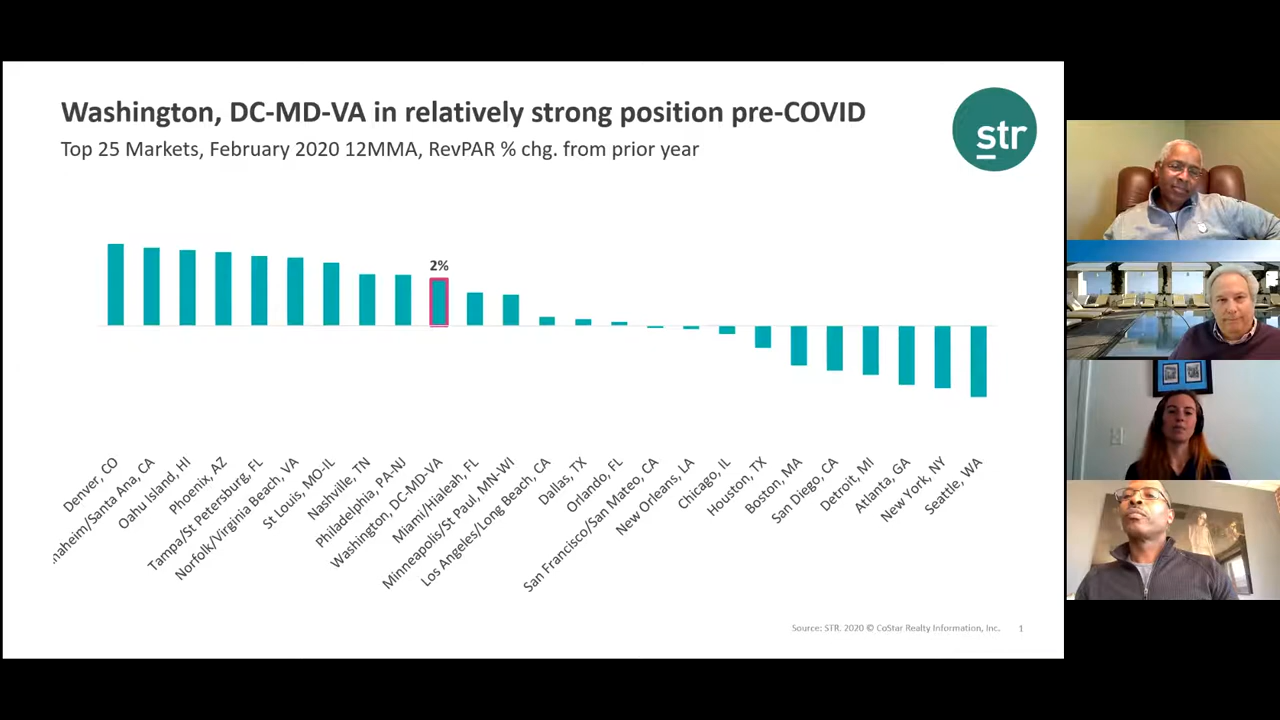 Washington, DC-MD-VA in relatively strong position pre-COVID
Top 25 Markets, February 2020 12MMA, RevPAR % chg. from prior year
str
2%
Denver, CO
naheim/Santa Ana, CA
Oahu Island, HI
Phoenix, AZ
Tampa/St Petersburg, FL
Norfolk/Virginia Beach, VA
St Louis, MO-IL
Nashville, TN
Philadelphia, PA-NJ
Washington, DC-MD-VA
Miami/Hialeah, FL
Minneapolis/St Paul, MN-WI
Los Angeles/Long Beach, CA
Dallas, TX
Orlando, FL
San Francisco/San Mateo, CA
New Orleans, LA
Chicago, IL
Houston, TX
Boston, MA
San Diego, CA
Detroit, MI
Atlanta, GA
New York, NY
Seattle, WA
Source: STR. 2020 © CoStar Realty Information, Inc.
1